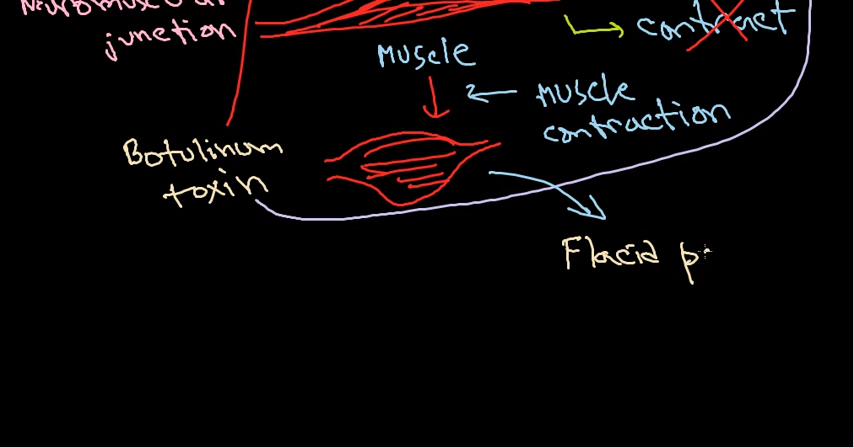 junction
contract
Muscle
Muscle
contraction
Botulinum
toxin
Flacid p